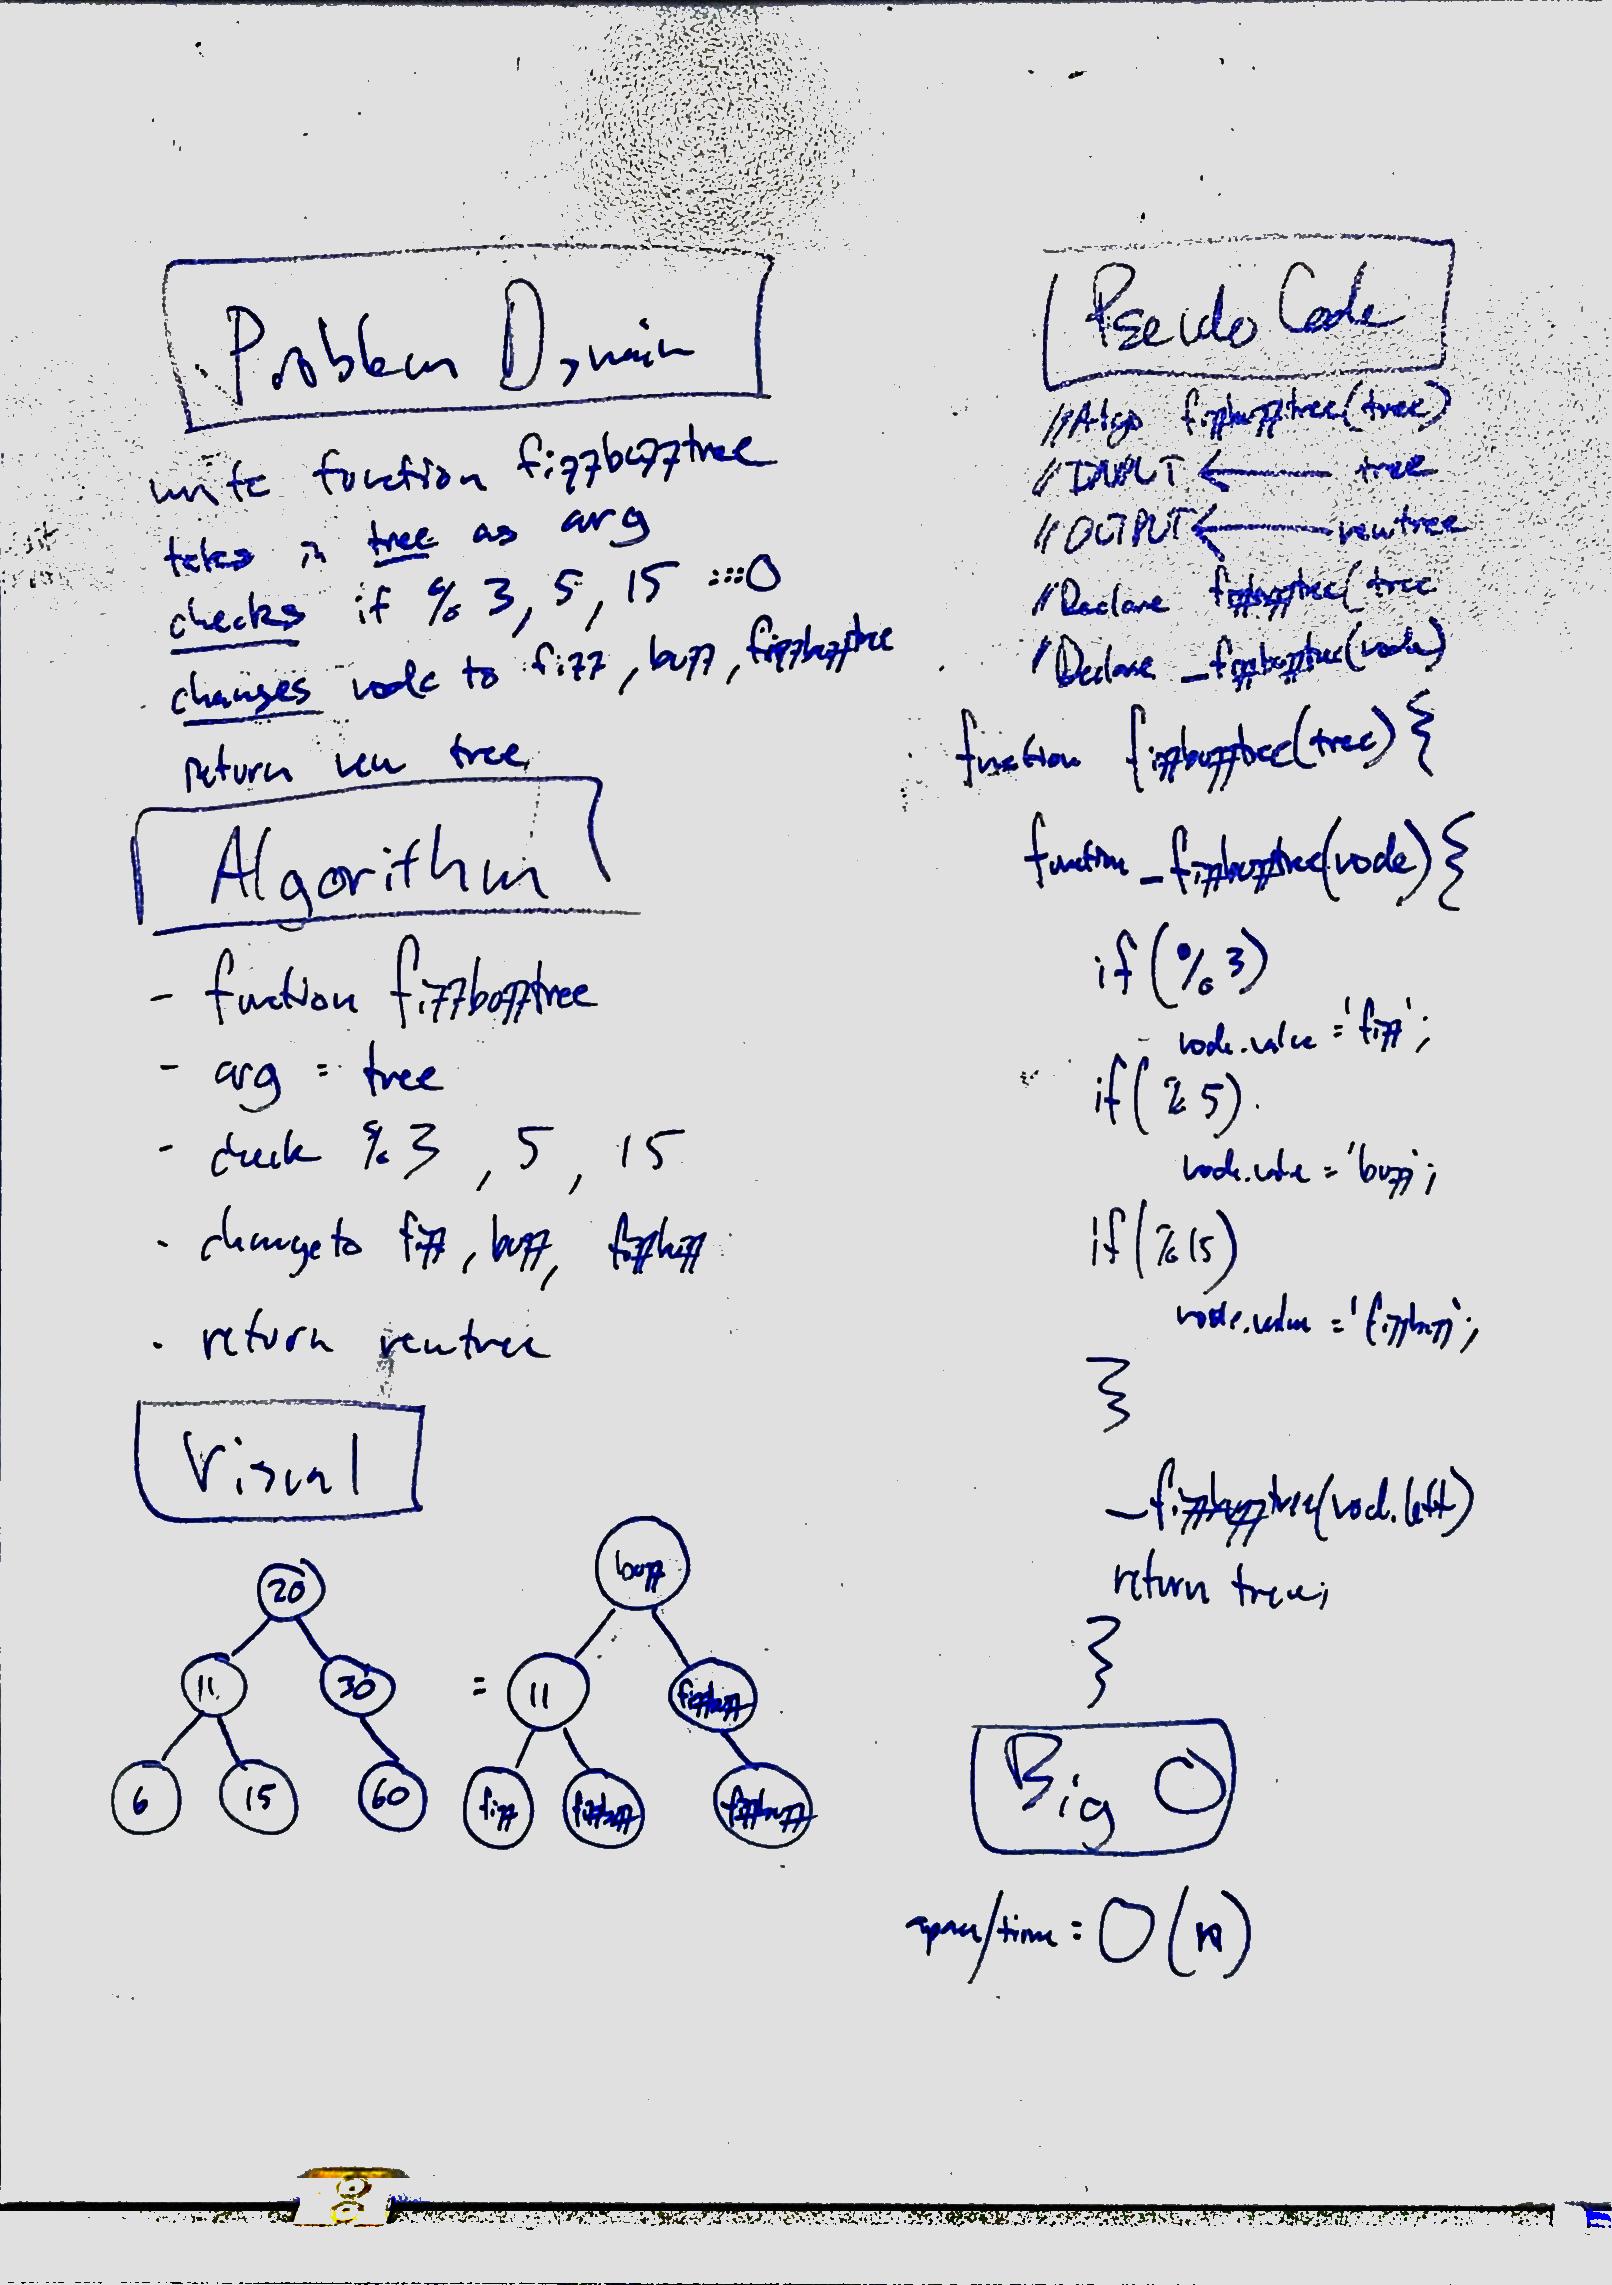 Problem Domain
write function fizzbuzztree
takes in tree as arg
checks if % 3, 5, 15 ===0
changes node to fizz, buzz, fizzbuzztree
return new tree
Algorithm
- function fizzbuzztree
- arg = tree
- check % 3, 5, 15
- change to fizz, buzz, fizzbuzz
- return newtree
Visual
20
11
30
6
15
60
=
buzz
11
fizzbuzz
fizz
fizzbuzz
fizzbuzz
Pseudo Code
//Algo fizzbuzztree(tree)
//INPUT ← tree
//OUTPUT ← newtree
//Declare fizzbuzztree(tree
//Declare _fizzbuzztree(node)
function fizzbuzztree(tree){
function _fizzbuzztree(node){
if (% 3)
node.value = 'fizz';
if (% 5)
node.value = 'buzz';
if (% 15)
node.value = 'fizzbuzz';
}
_fizzbuzztree(nod.left)
return tree;
}
Big O
space/time = O(n)